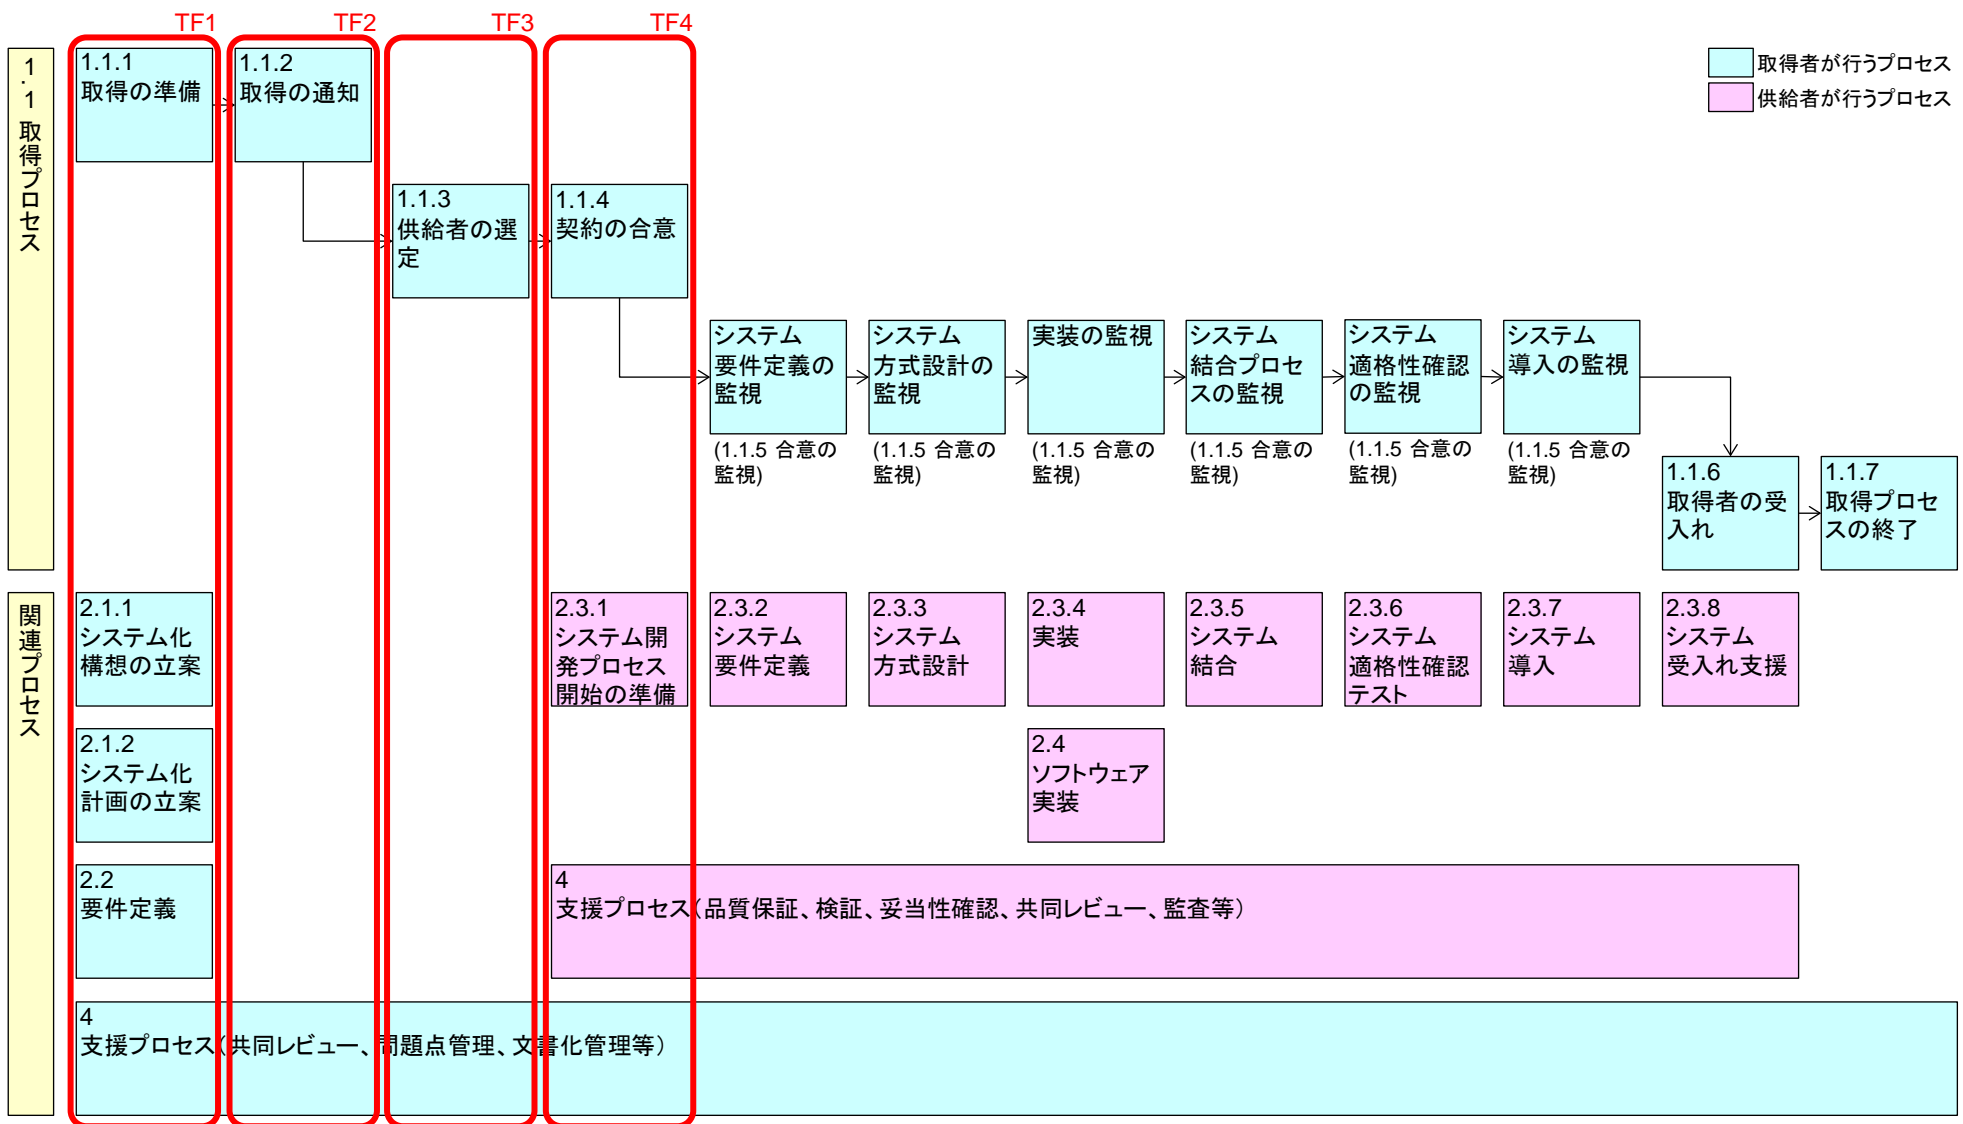 TF1
TF2
TF3
TF4
取得者が行うプロセス
供給者が行うプロセス
1.1 取得プロセス
1.1.1
取得の準備
1.1.2
取得の通知
1.1.3
供給者の選
定
1.1.4
契約の合意
システム
要件定義の
監視
(1.1.5 合意の
監視)
システム
方式設計の
監視
(1.1.5 合意の
監視)
実装の監視
(1.1.5 合意の
監視)
システム
結合プロセ
スの監視
(1.1.5 合意の
監視)
システム
適格性確認
の監視
(1.1.5 合意の
監視)
システム
導入の監視
(1.1.5 合意の
監視)
1.1.6
取得者の受
入れ
1.1.7
取得プロセ
スの終了
関連プロセス
2.1.1
システム化
構想の立案
2.3.1
システム開
発プロセス
開始の準備
2.3.2
システム
要件定義
2.3.3
システム
方式設計
2.3.4
実装
2.3.5
システム
結合
2.3.6
システム
適格性確認
テスト
2.3.7
システム
導入
2.3.8
システム
受入れ支援
2.1.2
システム化
計画の立案
2.4
ソフトウェア
実装
2.2
要件定義
4
支援プロセス(品質保証、検証、妥当性確認、共同レビュー、監査等)
4
支援プロセス(共同レビュー、問題点管理、文書化管理等)